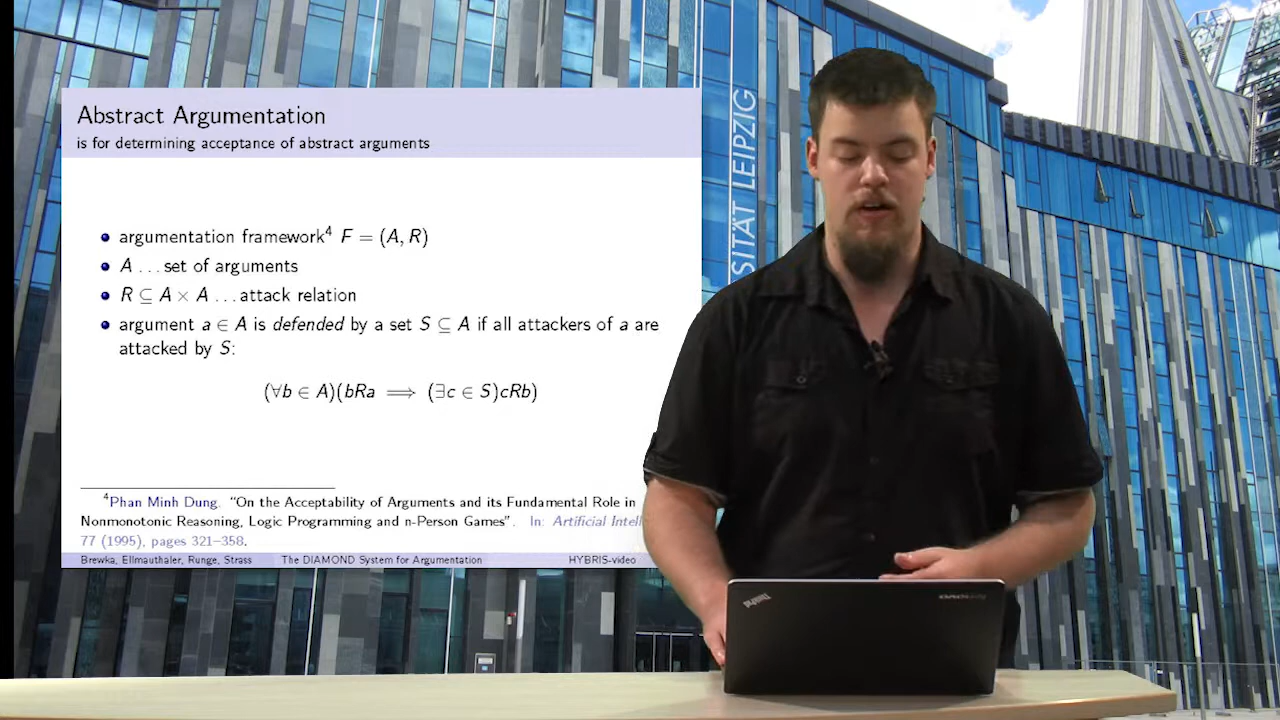 Abstract Argumentation
is for determining acceptance of abstract arguments
argumentation framework⁴ F = (A, R)
A … set of arguments
R ⊆ A × A … attack relation
argument a ∈ A is defended by a set S ⊆ A if all attackers of a are
attacked by S:
(∀b ∈ A)(bRa ⟹ (∃c ∈ S)cRb)
⁴Phan Minh Dung. “On the Acceptability of Arguments and its Fundamental Role in
Nonmonotonic Reasoning, Logic Programming and n-Person Games”. In: Artificial Intell
77 (1995), pages 321–358.
Brewka, Ellmauthaler, Runge, Strass The DIAMOND System for Argumentation HYBRIS-video
SITÄT LEIPZIG
ThinkPad